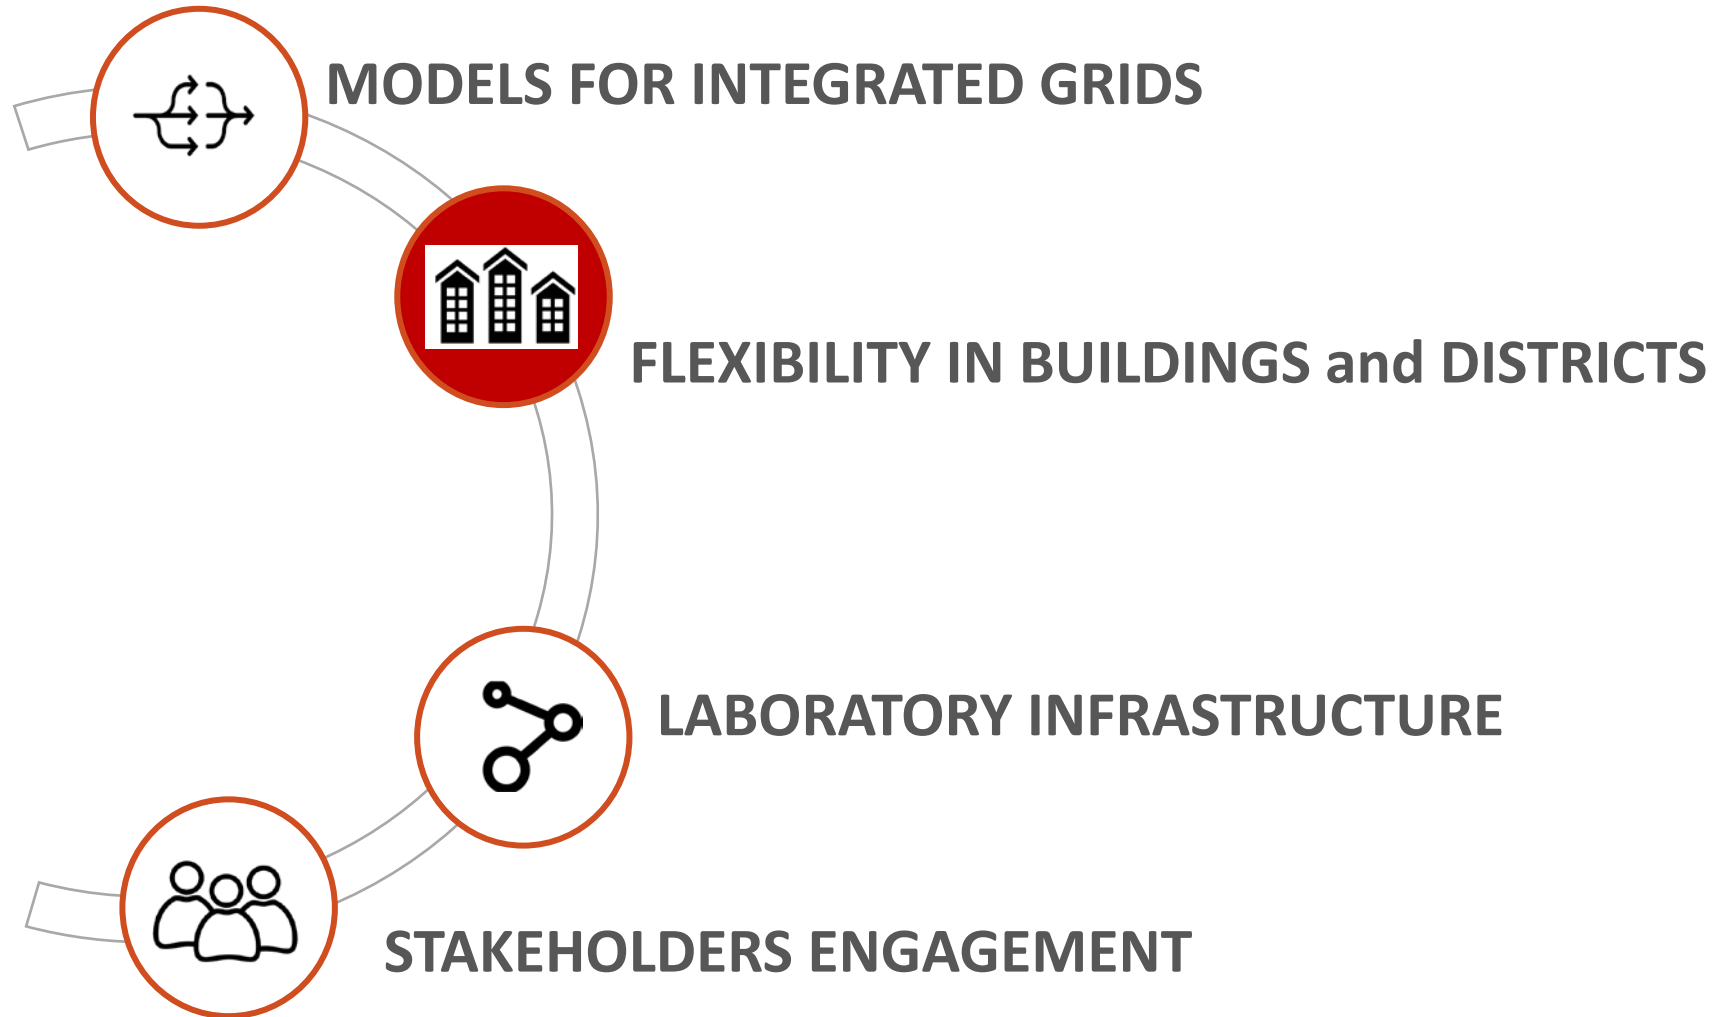 MODELS FOR INTEGRATED GRIDS
FLEXIBILITY IN BUILDINGS and DISTRICTS
LABORATORY INFRASTRUCTURE
STAKEHOLDERS ENGAGEMENT